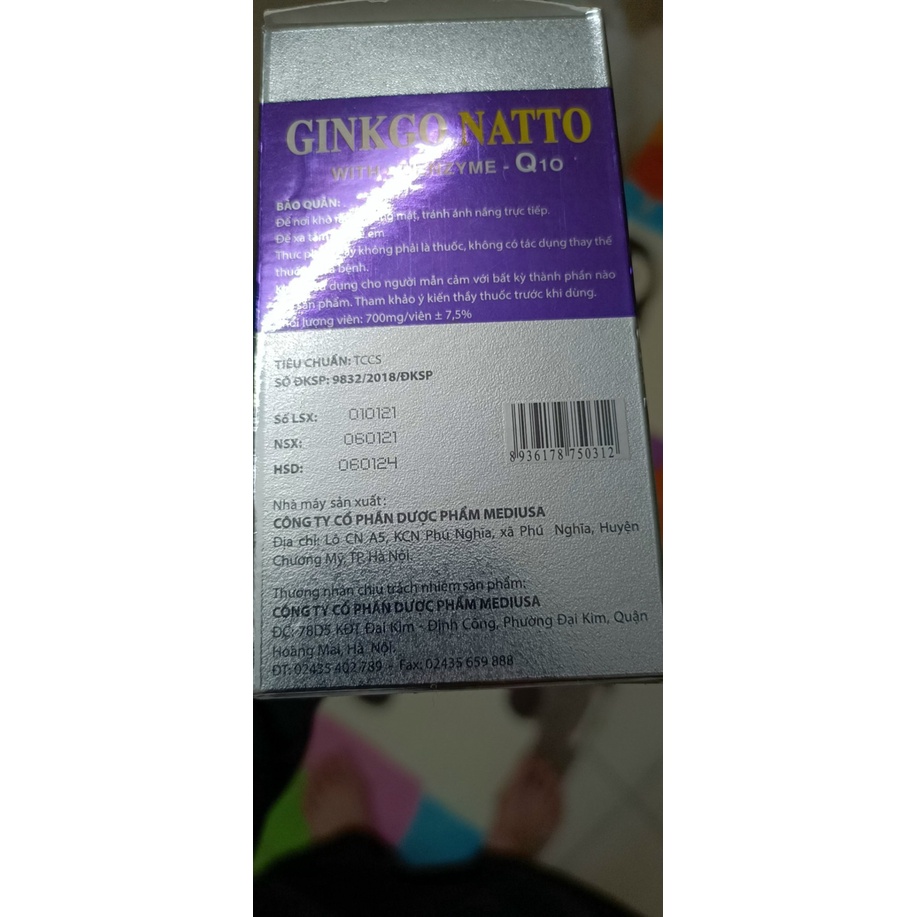 GINKGO NATTO
WITH ENZYME - Q10
BẢO QUẢN:
Để nơi khô mát, tránh ánh nắng trực tiếp.
Để xa em
Thực không phải là thuốc, không có tác dụng thay thế
thuốc bệnh.
dụng cho người mẫn cảm với bất kỳ thành phần nào
phẩm. Tham khảo ý kiến thầy thuốc trước khi dùng.
lượng viên: 700mg/viên ± 7,5%
TIÊU CHUẨN: TCCS
SỐ ĐKSP: 9832/2018/ĐKSP
Số LSX: 010121
NSX: 060121
HSD: 060124
8 936178 750312
Nhà máy sản xuất:
CÔNG TY CỔ PHẦN DƯỢC PHẨM MEDIUSA
Địa chỉ: Lô CN A5, KCN Phú Nghĩa, xã Phú Nghĩa, Huyện
Chương Mỹ, TP. Hà Nội.
Thương nhân chịu trách nhiệm sản phẩm:
CÔNG TY CỔ PHẦN DƯỢC PHẨM MEDIUSA
ĐC: 78D5 KĐT Đại Kim - Định Công, Phường Đại Kim, Quận
Hoàng Mai, Hà Nội.
ĐT: 02435 402 789 - Fax: 02435 659 888